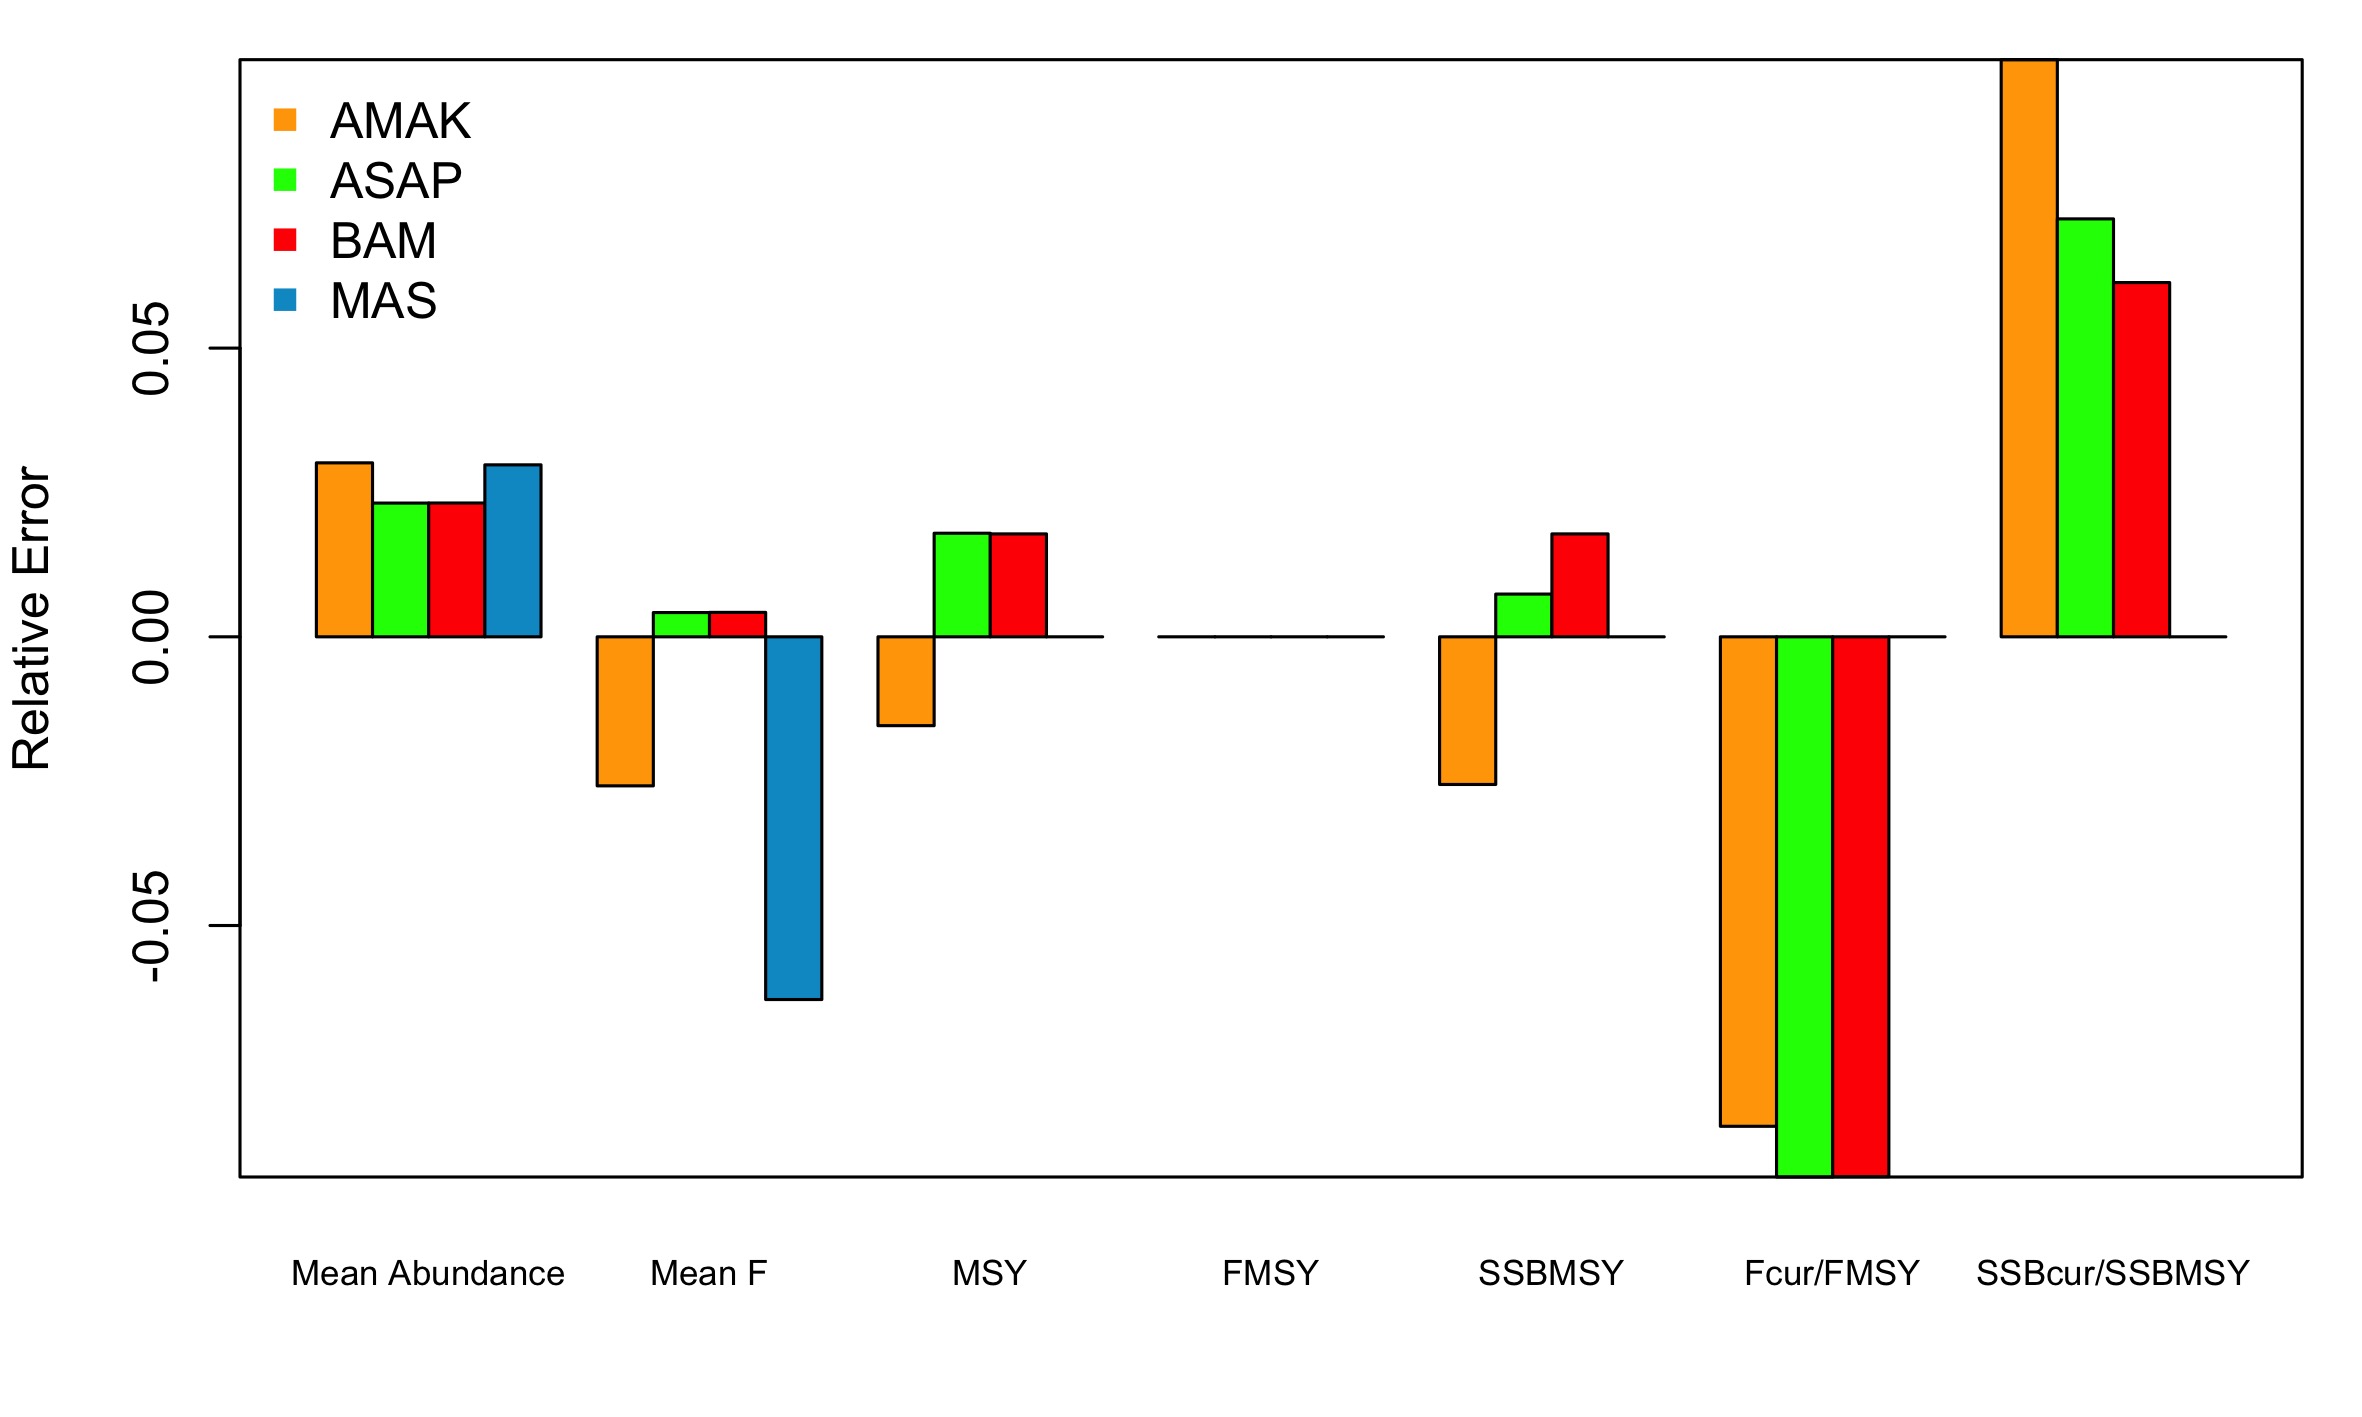 AMAK
ASAP
BAM
MAS
Relative Error
0.05
0.00
-0.05
Mean Abundance
Mean F
MSY
FMSY
SSBMSY
Fcur/FMSY
SSBcur/SSBMSY